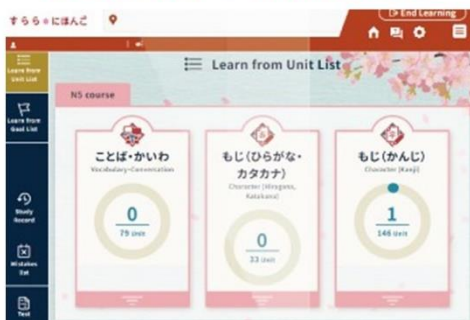 すらら にほんご
End Learning
Learn from Unit List
Learn from
Unit List
N5 course
Learn from
Goal List
ことば・かいわ
Vocabulary・Conversation
もじ(ひらがな・
カタカナ)
Character (Hiragana,
Katakana)
もじ(かんじ)
Character (Kanji)
0
79 Unit
0
33 Unit
1
146 Unit
Study
Record
Mistakes
list
Test